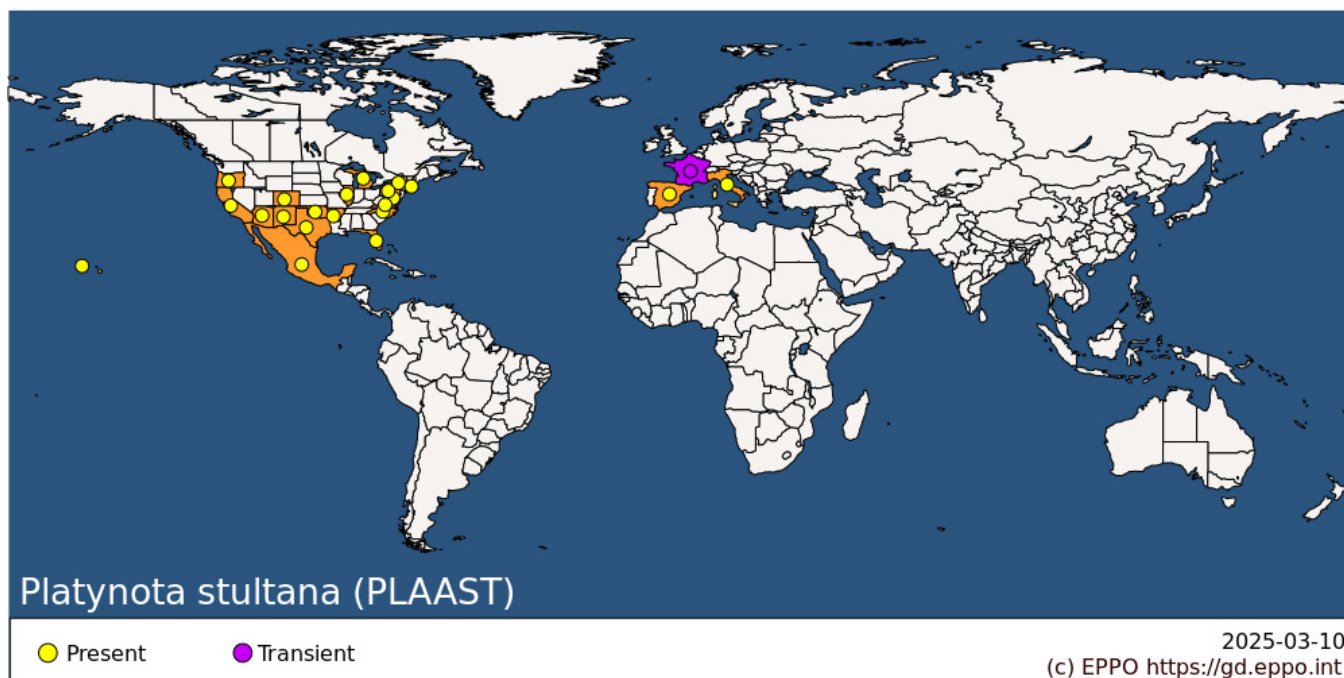 Platynota stultana (PLAAST)
Present
Transient
2025-03-10
(c) EPPO https://gd.eppo.int